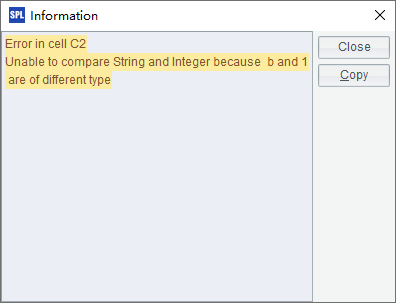 SPL Information
Error in cell C2
Unable to compare String and Integer because  b and 1
are of different type
Close
Copy